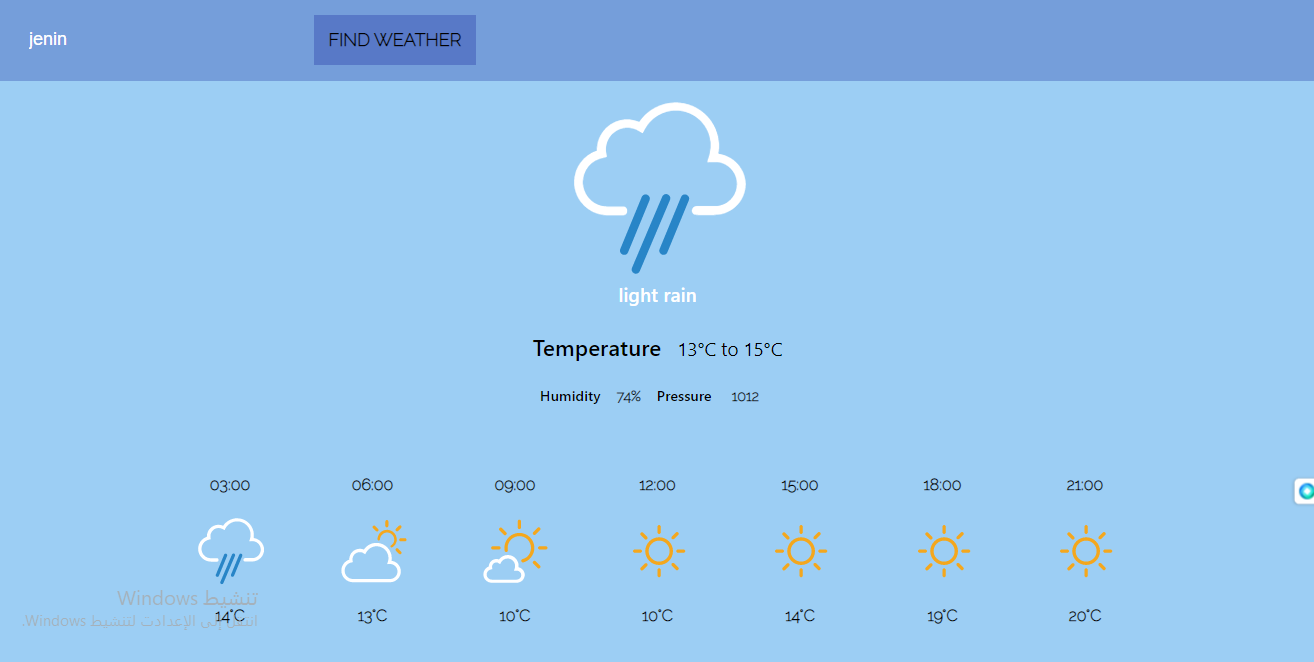 jenin
FIND WEATHER
light rain
Temperature 13°C to 15°C
Humidity 74% Pressure 1012
03:00 06:00 09:00 12:00 15:00 18:00 21:00
14°C 13°C 10°C 10°C 14°C 19°C 20°C
تنشيط Windows
انتقل إلى الإعدادت لتنشيط Windows.